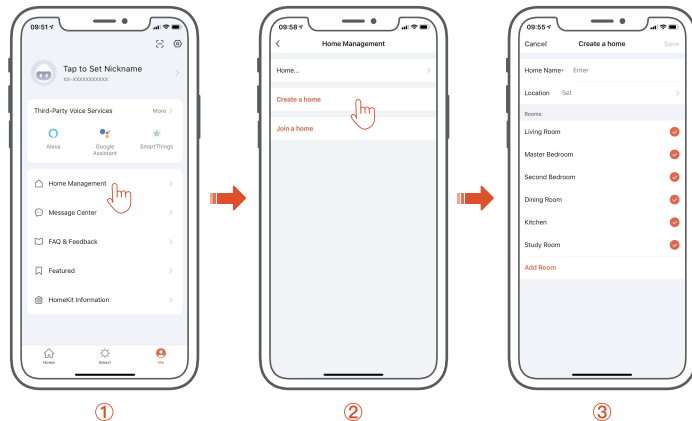 09:51
Tap to Set Nickname
xx-xxxxxxxxxxx
Third-Party Voice Services
More
Alexa
Google
Assistant
SmartThings
Home Management
Message Center
FAQ & Feedback
Featured
HomeKit Information
Home
Smart
Me
①
09:58
Home Management
Home...
Create a home
Join a home
②
09:55
Cancel
Create a home
Save
Home Name* Enter
Location Set
Rooms:
Living Room
Master Bedroom
Second Bedroom
Dining Room
Kitchen
Study Room
Add Room
③